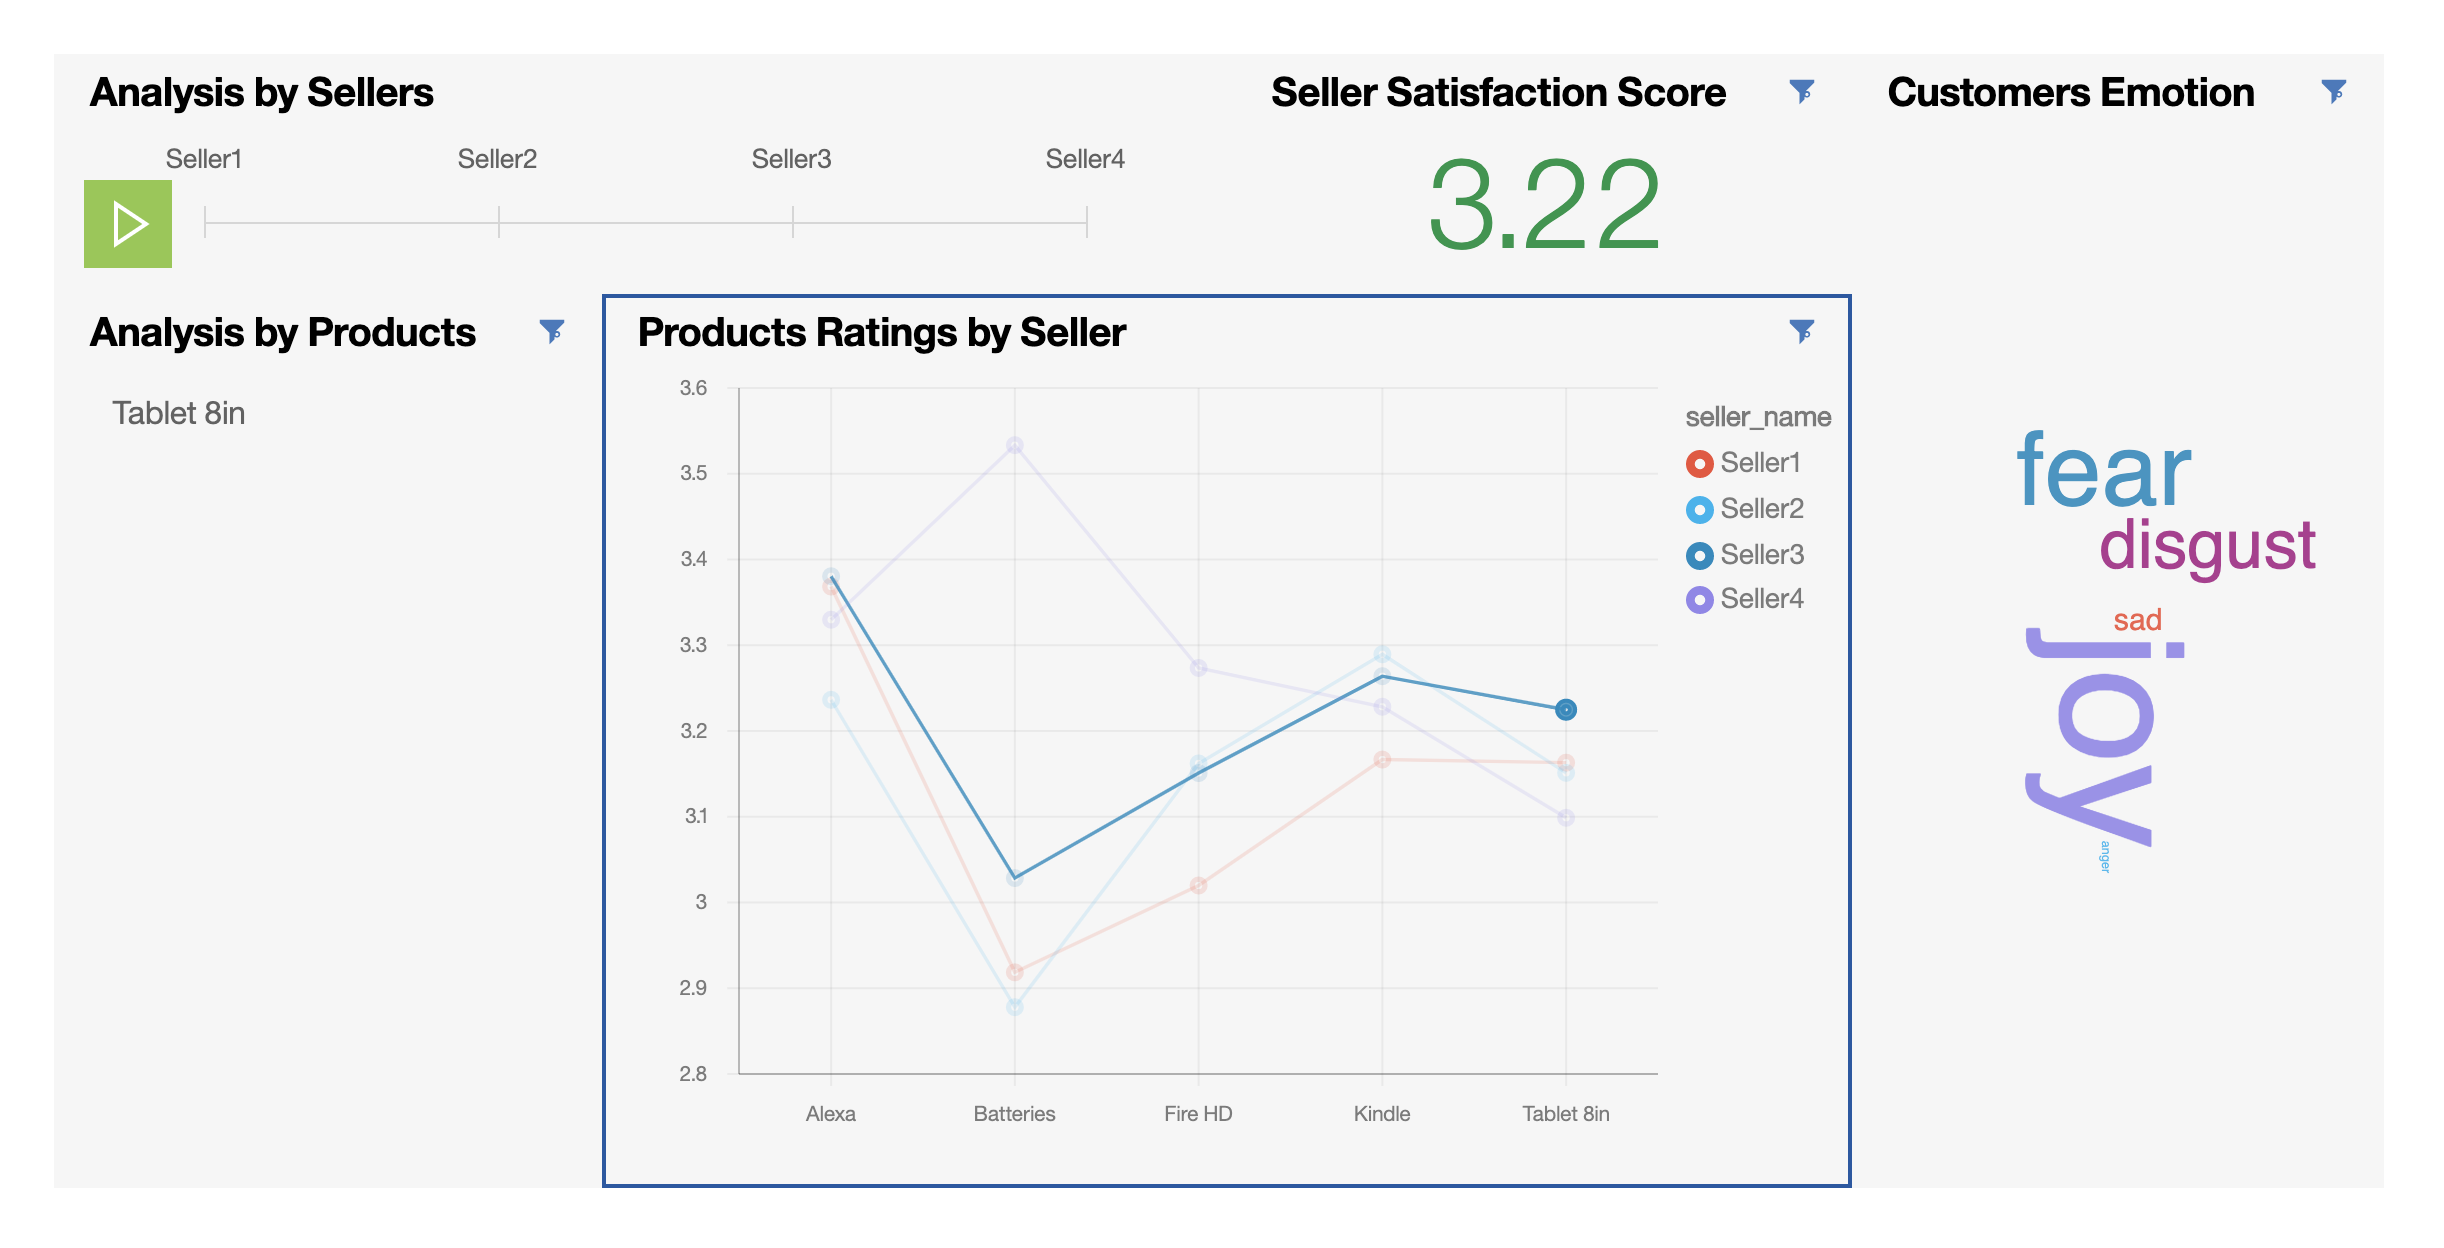 Analysis by Sellers
Seller1 Seller2 Seller3 Seller4
Seller Satisfaction Score
3.22
Customers Emotion
fear
disgust
sad
joy
anger
Analysis by Products
Tablet 8in
Products Ratings by Seller
3.6
3.5
3.4
3.3
3.2
3.1
3
2.9
2.8
Alexa Batteries Fire HD Kindle Tablet 8in
seller_name
Seller1
Seller2
Seller3
Seller4